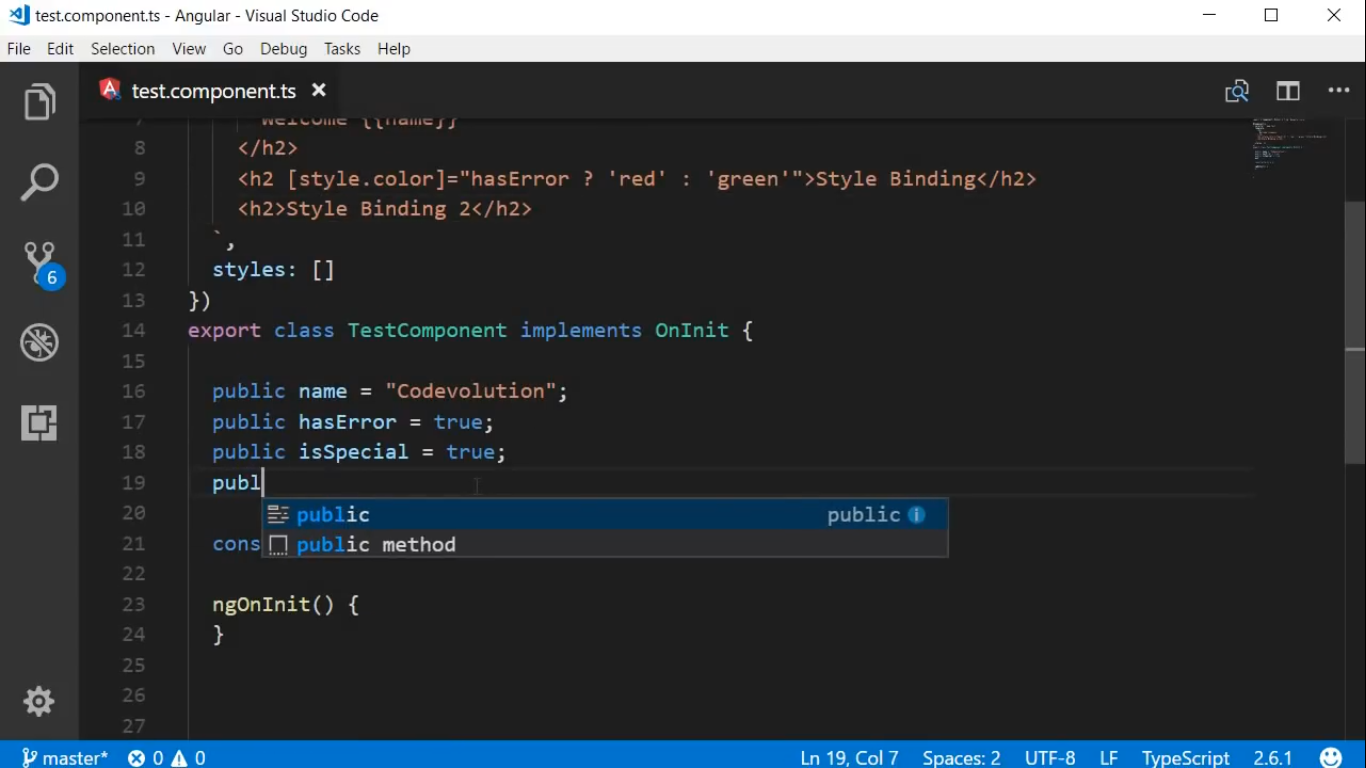 test.component.ts - Angular - Visual Studio Code
File Edit Selection View Go Debug Tasks Help
test.component.ts
7 Welcome {{name}}
8 </h2>
9 <h2 [style.color]="hasError ? 'red' : 'green'">Style Binding</h2>
10 <h2>Style Binding 2</h2>
11 `,
12 styles: []
13 })
14 export class TestComponent implements OnInit {
15
16 public name = "Codevolution";
17 public hasError = true;
18 public isSpecial = true;
19 publ
20 public public
21 cons public method
22
23 ngOnInit() {
24 }
25
26
27
6
master* 0 0 Ln 19, Col 7 Spaces: 2 UTF-8 LF TypeScript 2.6.1